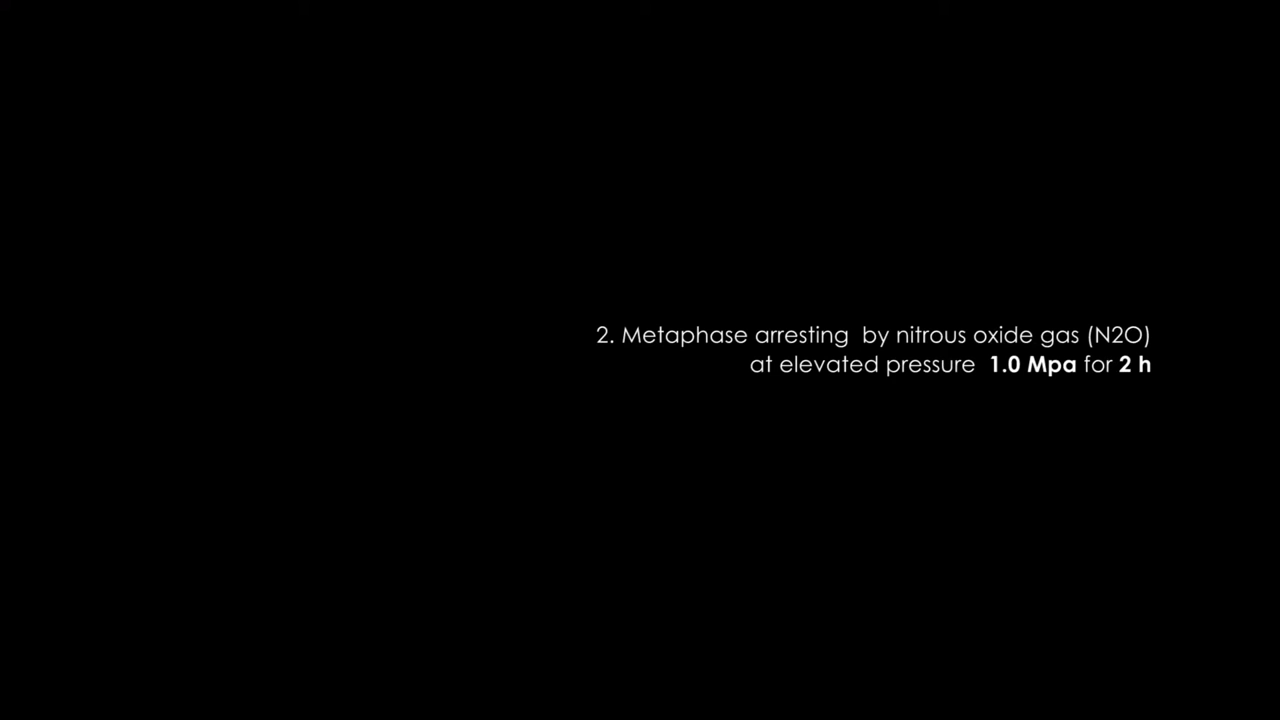 2. Metaphase arresting  by nitrous oxide gas (N2O)
at elevated pressure  1.0 Mpa for 2 h